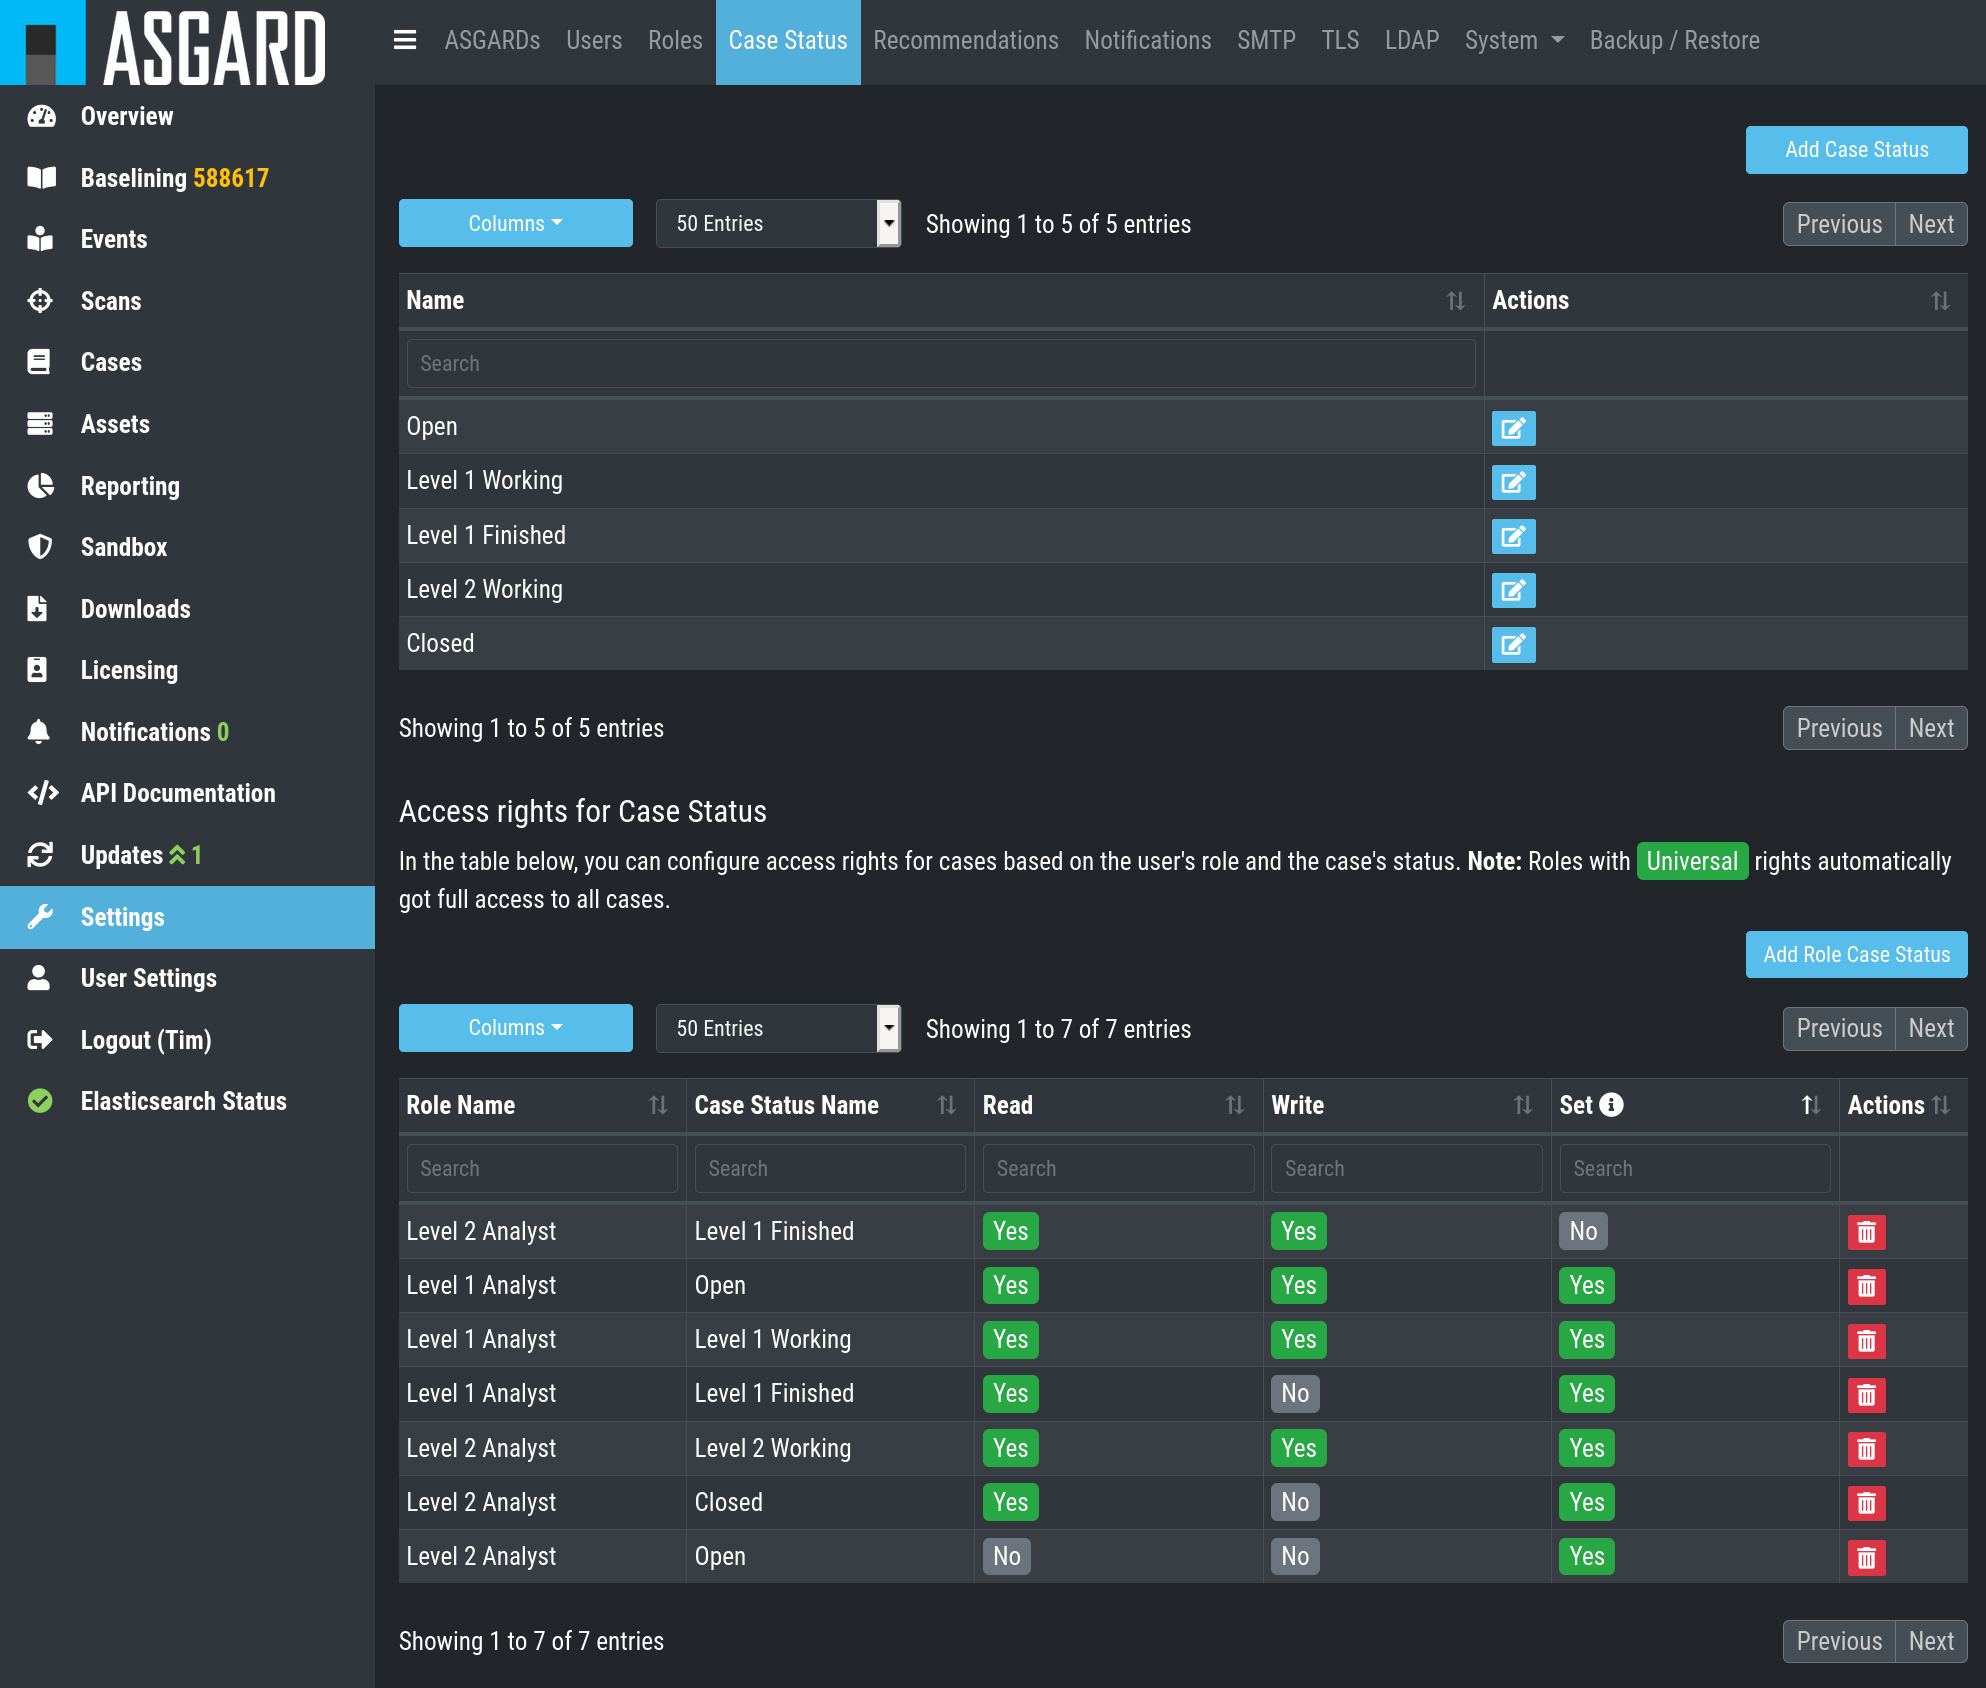 ASGARD
ASGARDs Users Roles Case Status Recommendations Notifications SMTP TLS LDAP System Backup / Restore
Overview
Baselining 588617
Events
Scans
Cases
Assets
Reporting
Sandbox
Downloads
Licensing
Notifications 0
API Documentation
Updates 1
Settings
User Settings
Logout (Tim)
Elasticsearch Status
Add Case Status
Columns 50 Entries Showing 1 to 5 of 5 entries Previous Next
Name Actions
Search
Open
Level 1 Working
Level 1 Finished
Level 2 Working
Closed
Showing 1 to 5 of 5 entries Previous Next
Access rights for Case Status
In the table below, you can configure access rights for cases based on the user's role and the case's status. Note: Roles with Universal rights automatically
got full access to all cases.
Add Role Case Status
Columns 50 Entries Showing 1 to 7 of 7 entries Previous Next
Role Name Case Status Name Read Write Set Actions
Search Search Search Search Search
Level 2 Analyst Level 1 Finished Yes Yes No
Level 1 Analyst Open Yes Yes Yes
Level 1 Analyst Level 1 Working Yes Yes Yes
Level 1 Analyst Level 1 Finished Yes No Yes
Level 2 Analyst Level 2 Working Yes Yes Yes
Level 2 Analyst Closed Yes No Yes
Level 2 Analyst Open No No Yes
Showing 1 to 7 of 7 entries Previous Next